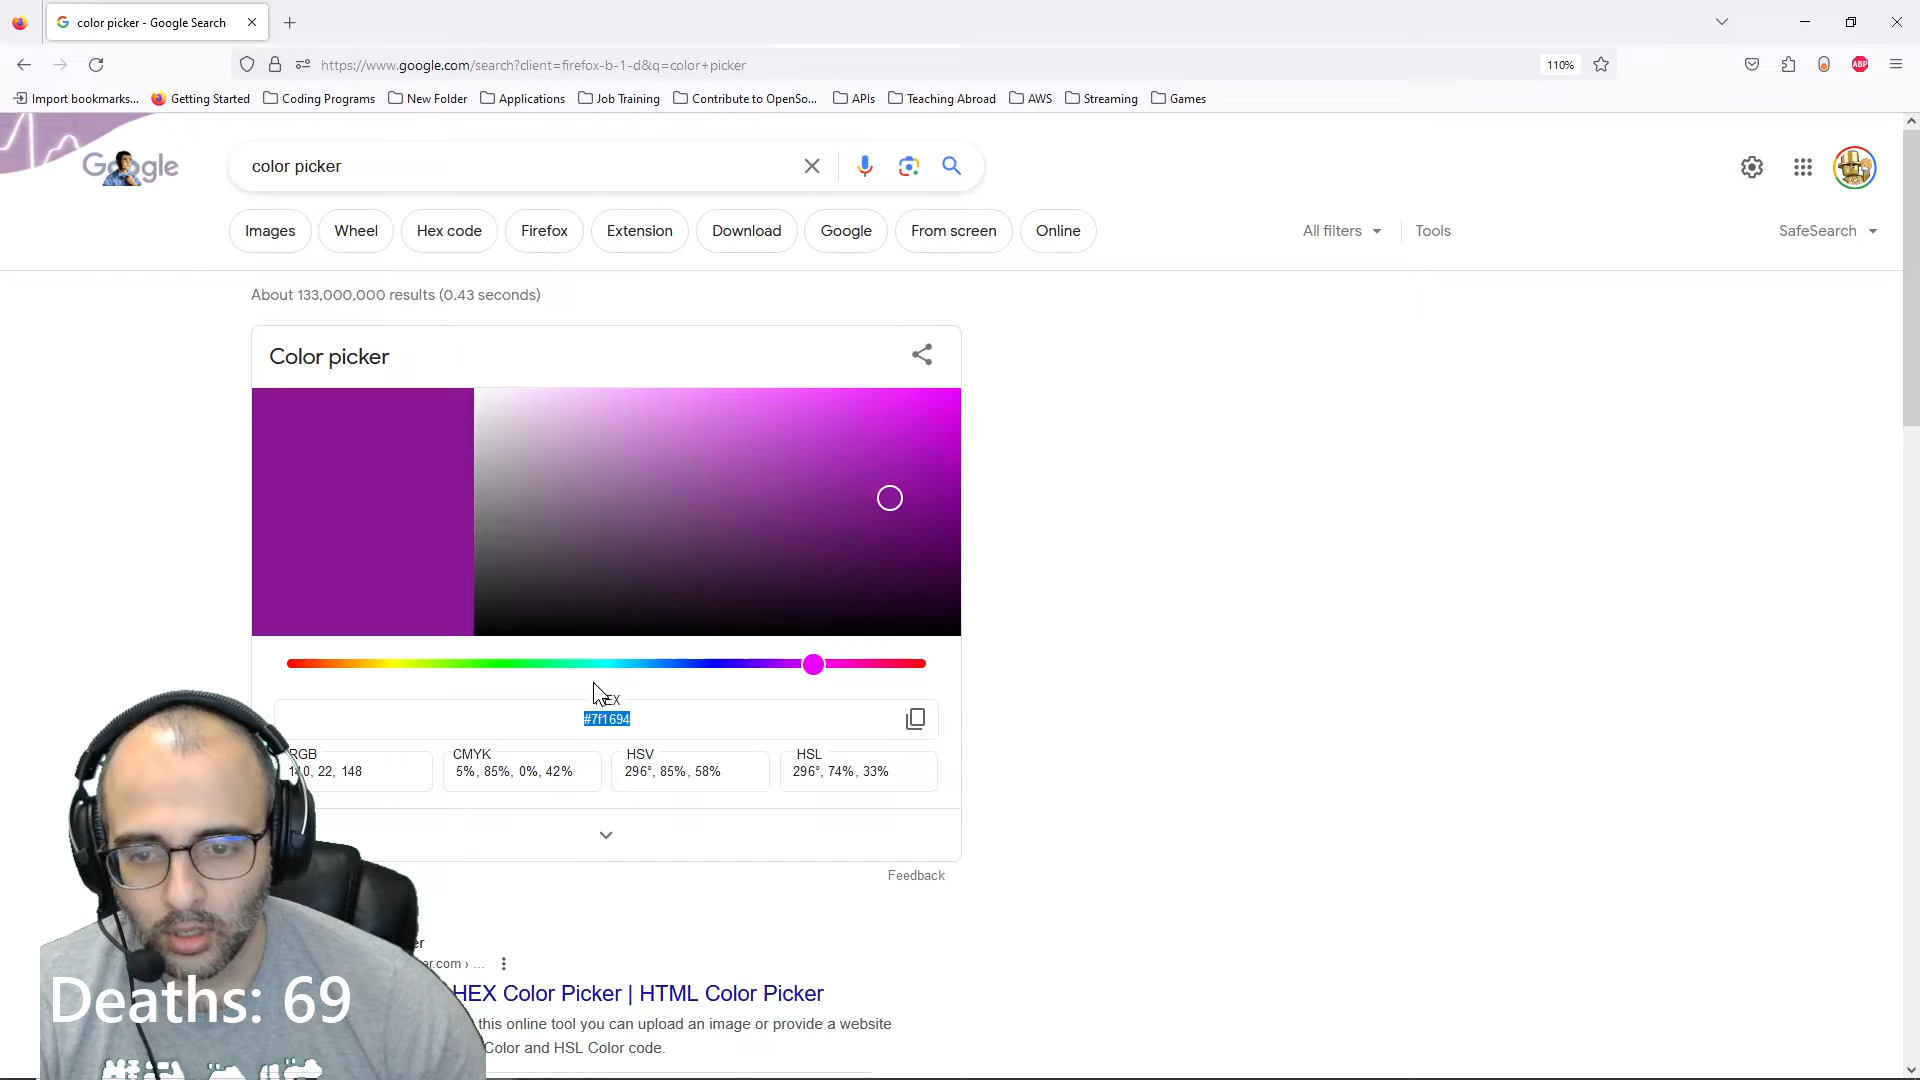 color picker - Google Search
https://www.google.com/search?client=firefox-b-1-d&q=color+picker
110%
ABP
Import bookmarks...
Getting Started
Coding Programs
New Folder
Applications
Job Training
Contribute to OpenSo...
APIs
Teaching Abroad
AWS
Streaming
Games
Google
color picker
Images
Wheel
Hex code
Firefox
Extension
Download
Google
From screen
Online
All filters
Tools
SafeSearch
About 133,000,000 results (0.43 seconds)
Color picker
#7f1694
RGB
CMYK
5%, 85%, 0%, 42%
HSV
296°, 85%, 58%
HSL
296°, 74%, 33%
Feedback
HEX Color Picker | HTML Color Picker
this online tool you can upload an image or provide a website
Color and HSL Color code.
Deaths: 69